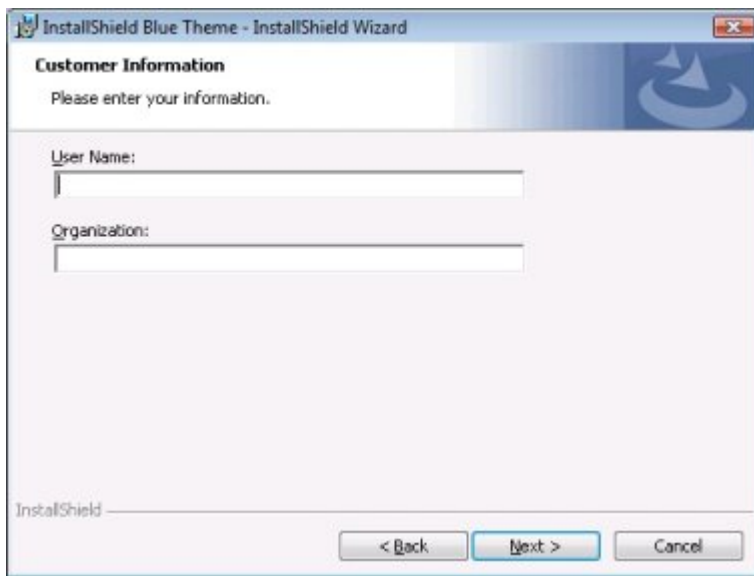 InstallShield Blue Theme - InstallShield Wizard
Customer Information
Please enter your information.
User Name:
Organization:
InstallShield
< Back Next > Cancel